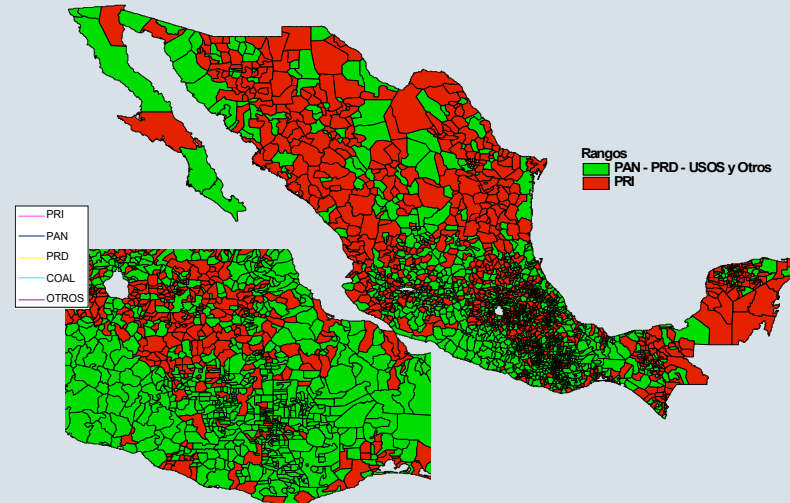 Rangos
PAN - PRD - USOS y Otros
PRI
PRI
PAN
PRD
COAL
OTROS